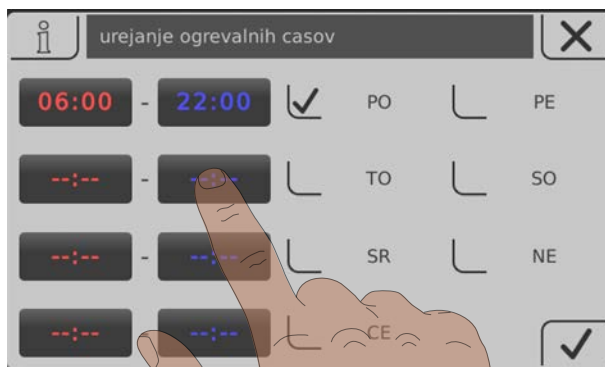 urejanje ogrevalnih casov
06:00 - 22:00 PO PE
--:-- - --:-- TO SO
--:-- - --:-- SR NE
--:-- - --:-- CE